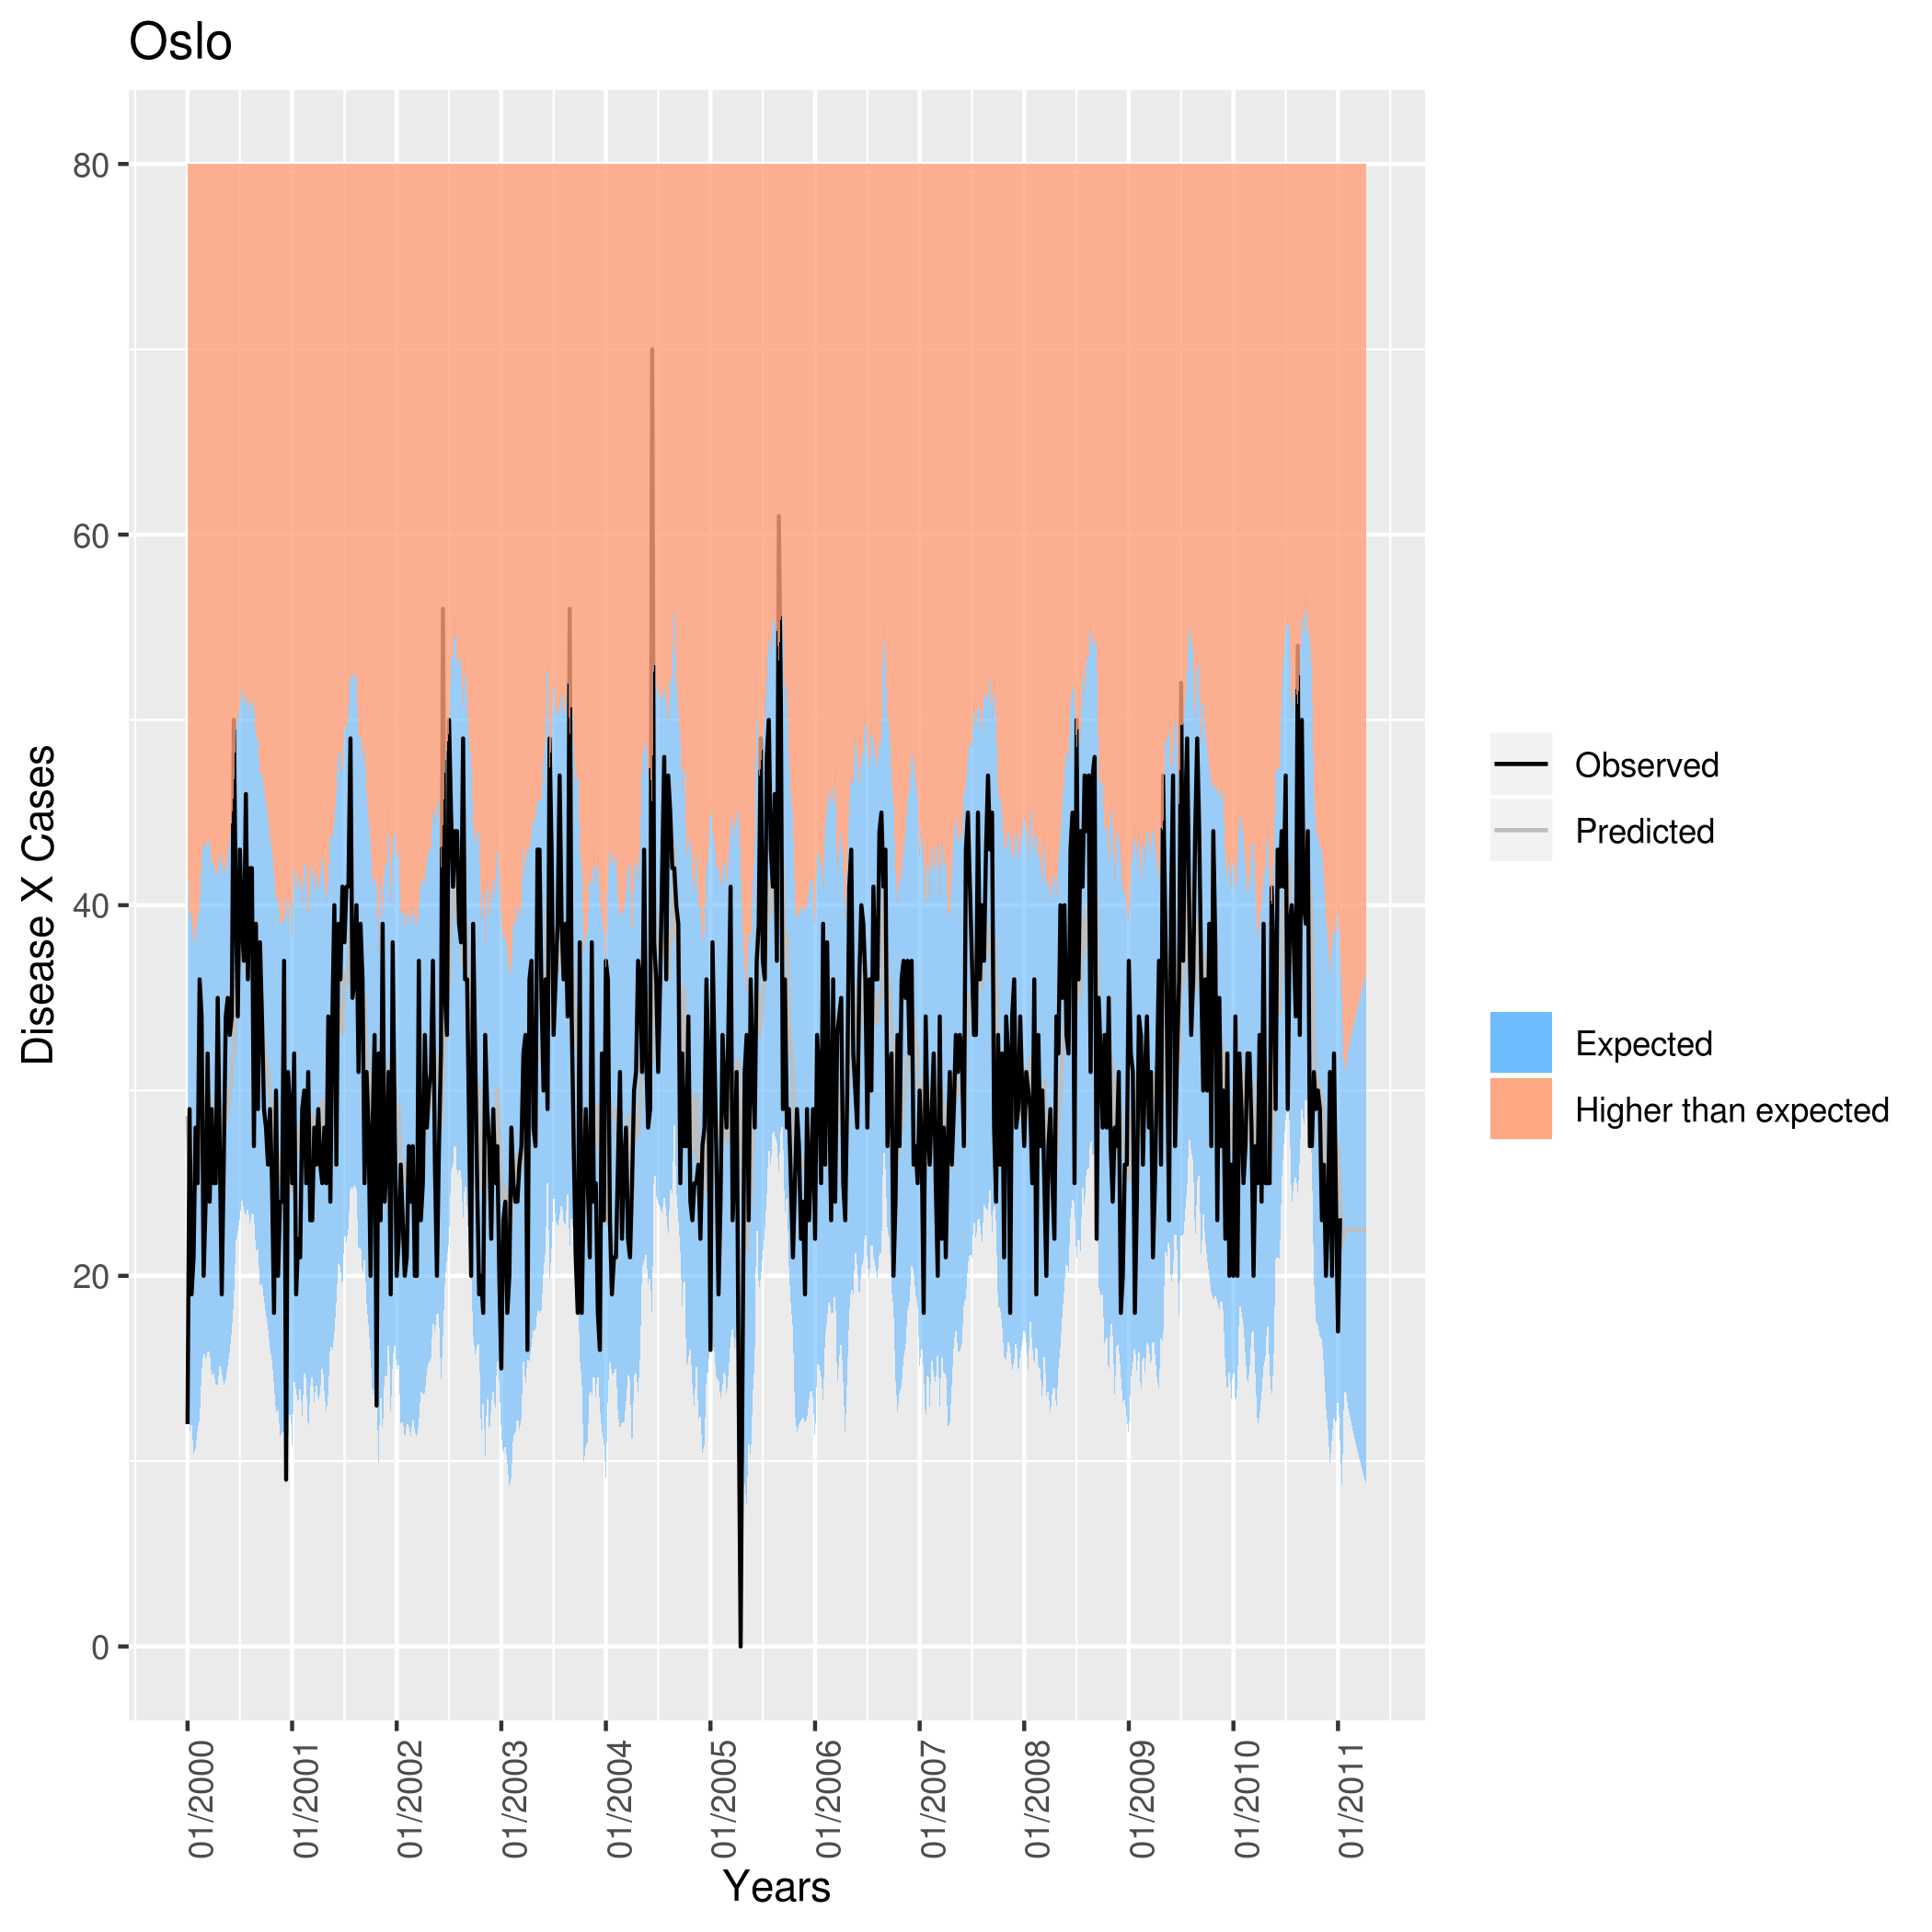 Oslo
80
60
40
20
0
Disease X Cases
01/2000
01/2001
01/2002
01/2003
01/2004
01/2005
01/2006
01/2007
01/2008
01/2009
01/2010
01/2011
Years
Observed
Predicted
Expected
Higher than expected